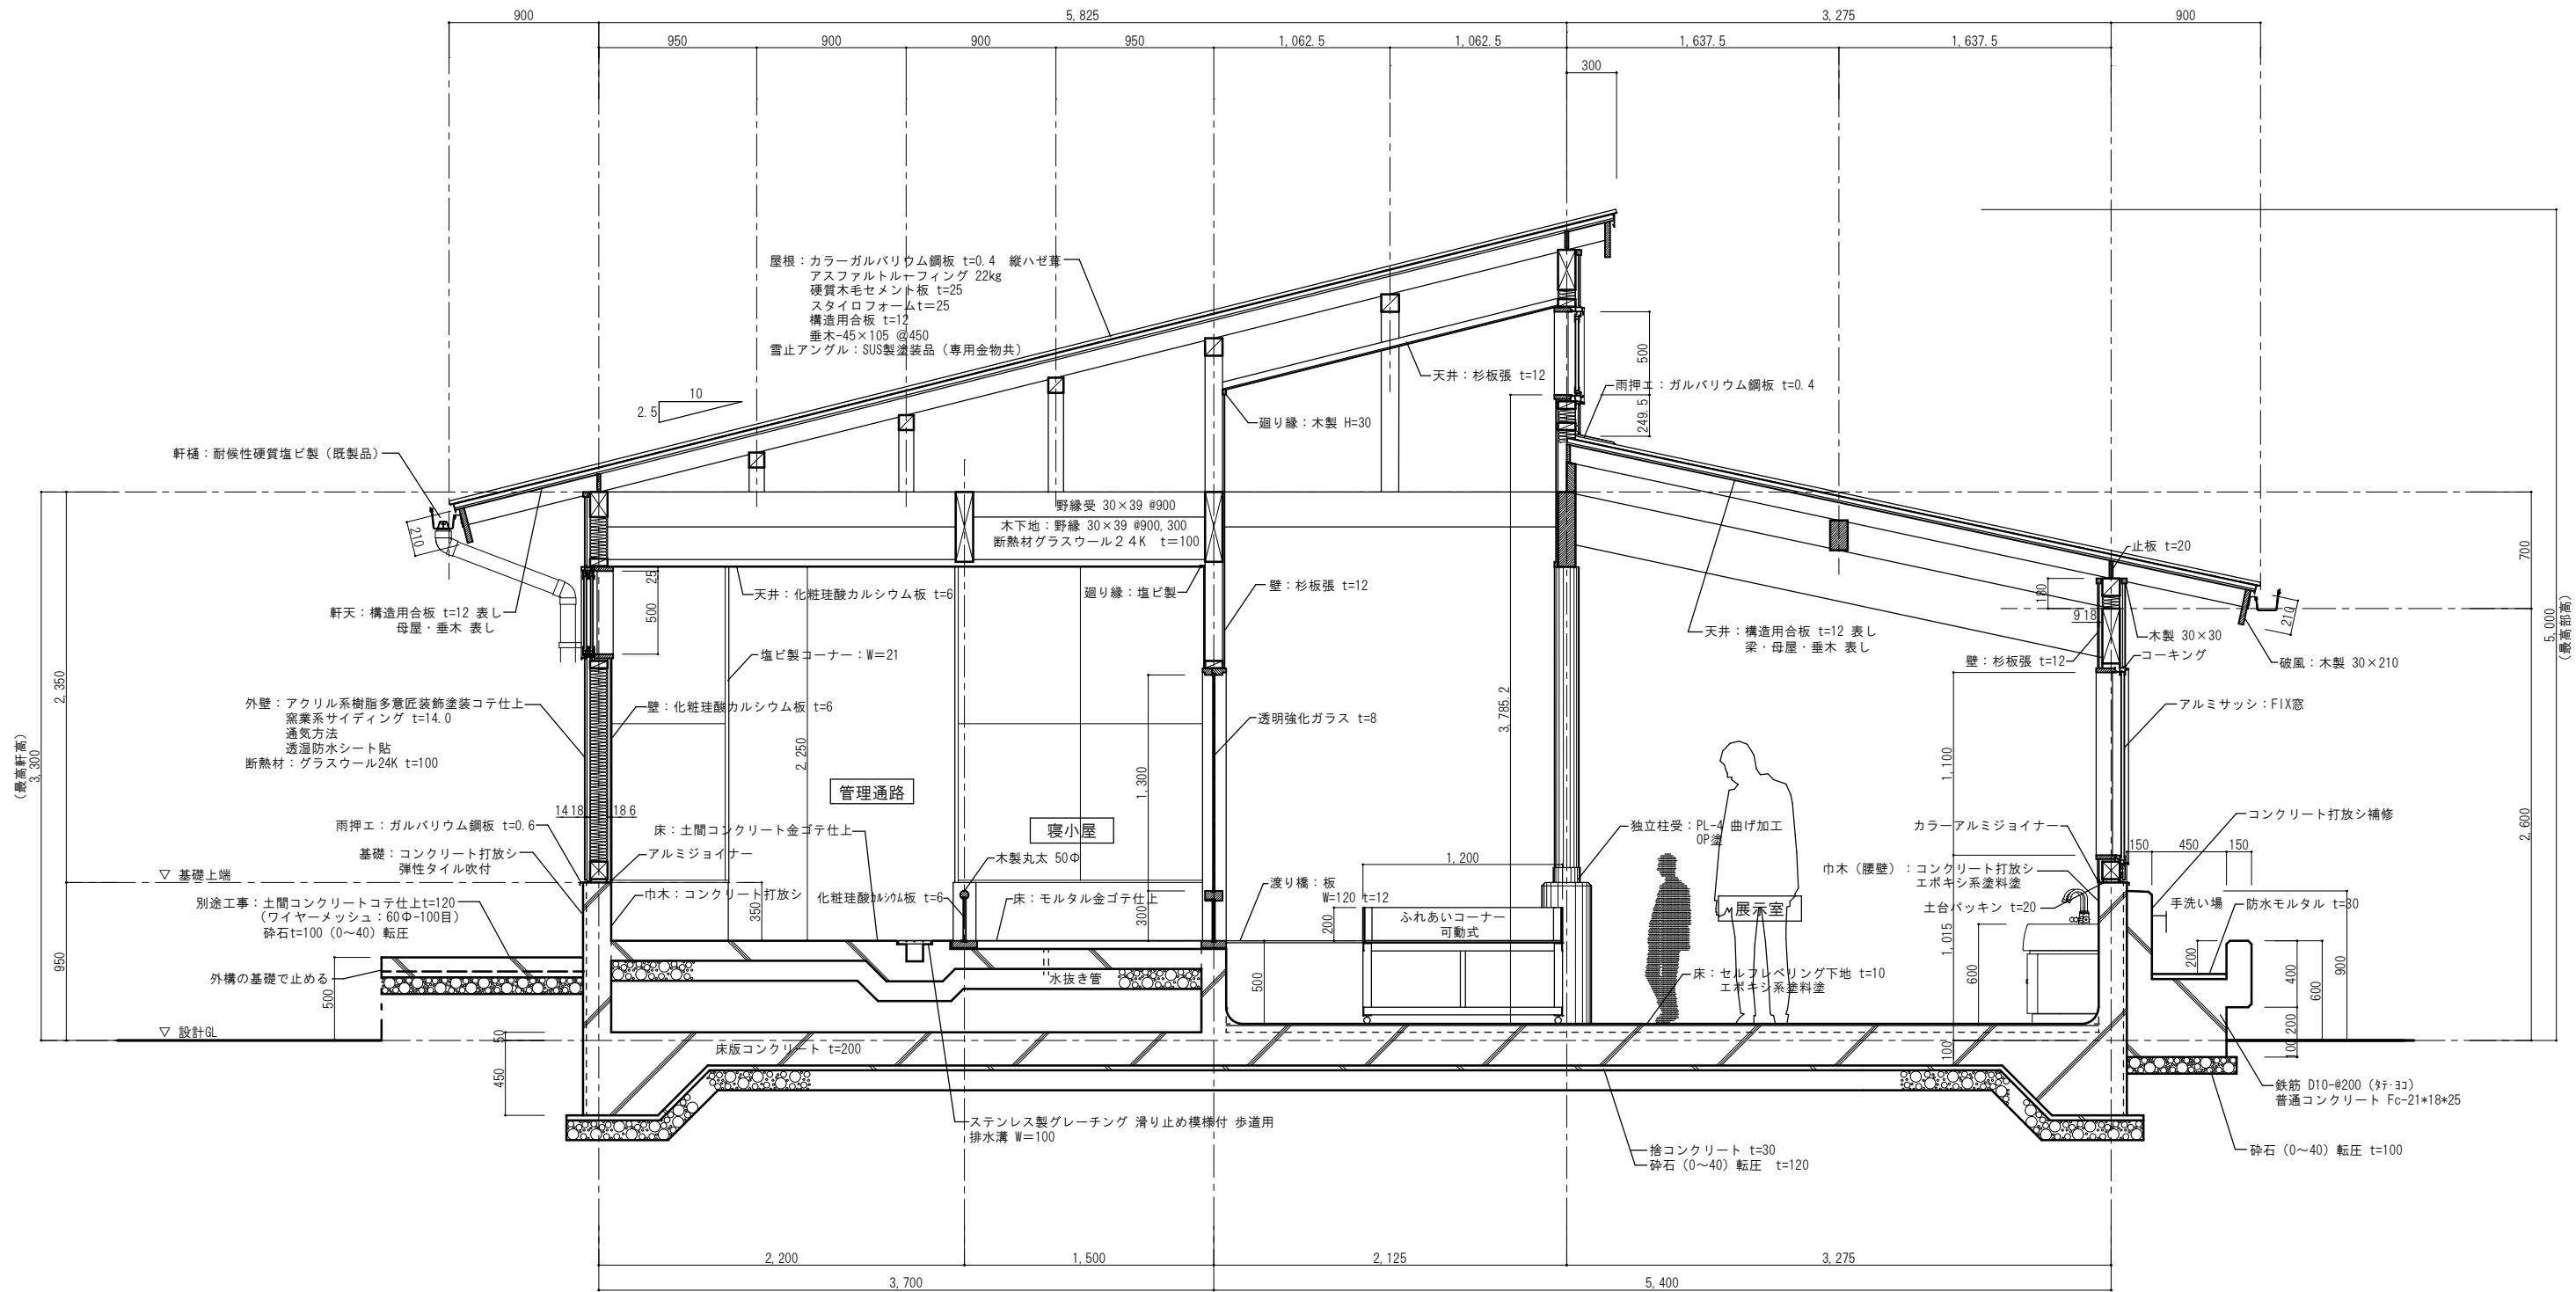 900
5,825
3,275
900
950
900
900
950
1,062.5
1,062.5
1,637.5
1,637.5
300
屋根：カラーガルバリウム鋼板 t=0.4 縦ハゼ葺
アスファルトルーフィング 22kg
硬質木毛セメント板 t=25
スタイロフォームt=25
構造用合板 t=12
垂木-45×105 @450
雪止アングル：SUS製塗装品（専用金物共）
10
2.5
天井：杉板張 t=12
500
雨押エ：ガルバリウム鋼板 t=0.4
249.5
廻り縁：木製 H=30
軒樋：耐候性硬質塩ビ製（既製品）
210
野縁受 30×39 @900
木下地：野縁 30×39 @900,300
断熱材グラスウール２４K t=100
止板 t=20
700
25
500
天井：化粧珪酸カルシウム板 t=6
廻り縁：塩ビ製
壁：杉板張 t=12
180
9 18
210
5,000
（最高部高）
軒天：構造用合板 t=12 表し
母屋・垂木 表し
天井：構造用合板 t=12 表し
梁・母屋・垂木 表し
木製 30×30
コーキング
壁：杉板張 t=12
破風：木製 30×210
塩ビ製コーナー：W=21
2,350
外壁：アクリル系樹脂多意匠装飾塗装コテ仕上
窯業系サイディング t=14.0
通気方法
透湿防水シート貼
断熱材：グラスウール24K t=100
壁：化粧珪酸カルシウム板 t=6
透明強化ガラス t=8
3,785.2
アルミサッシ：FIX窓
（最高軒高）
3,300
2,250
1,300
1,100
管理通路
14 18
18 6
寝小屋
雨押エ：ガルバリウム鋼板 t=0.6
床：土間コンクリート金ゴテ仕上
独立柱受：PL-4 曲げ加工
OP塗
カラーアルミジョイナー
コンクリート打放シ補修
2,600
基礎：コンクリート打放シ
弾性タイル吹付
アルミジョイナー
木製丸太 50Φ
1,200
150
450
150
▽ 基礎上端
巾木（腰壁）：コンクリート打放シ
エポキシ系塗料塗
別途工事：土間コンクリートコテ仕上t=120
（ワイヤーメッシュ：60Φ-100目）
砕石t=100（0～40）転圧
巾木：コンクリート打放シ
350
化粧珪酸ｶﾙｼｳﾑ板 t=6
床：モルタル金ゴテ仕上
300
渡り橋：板
W=120 t=12
200
ふれあいコーナー
可動式
展示室
土台パッキン t=20
手洗い場
防水モルタル t=30
950
外構の基礎で止める
500
水抜き管
500
床：セルフレベリング下地 t=10
エポキシ系塗料塗
1,015
600
200
400
600
900
▽ 設計GL
50
450
床版コンクリート t=200
100
200
100
鉄筋 D10-@200（ﾀﾃ･ﾖｺ）
普通コンクリート Fc-21*18*25
ステンレス製グレーチング 滑り止め模様付 歩道用
排水溝 W=100
捨コンクリート t=30
砕石（0～40）転圧 t=120
砕石（0～40）転圧 t=100
2,200
1,500
2,125
3,275
3,700
5,400